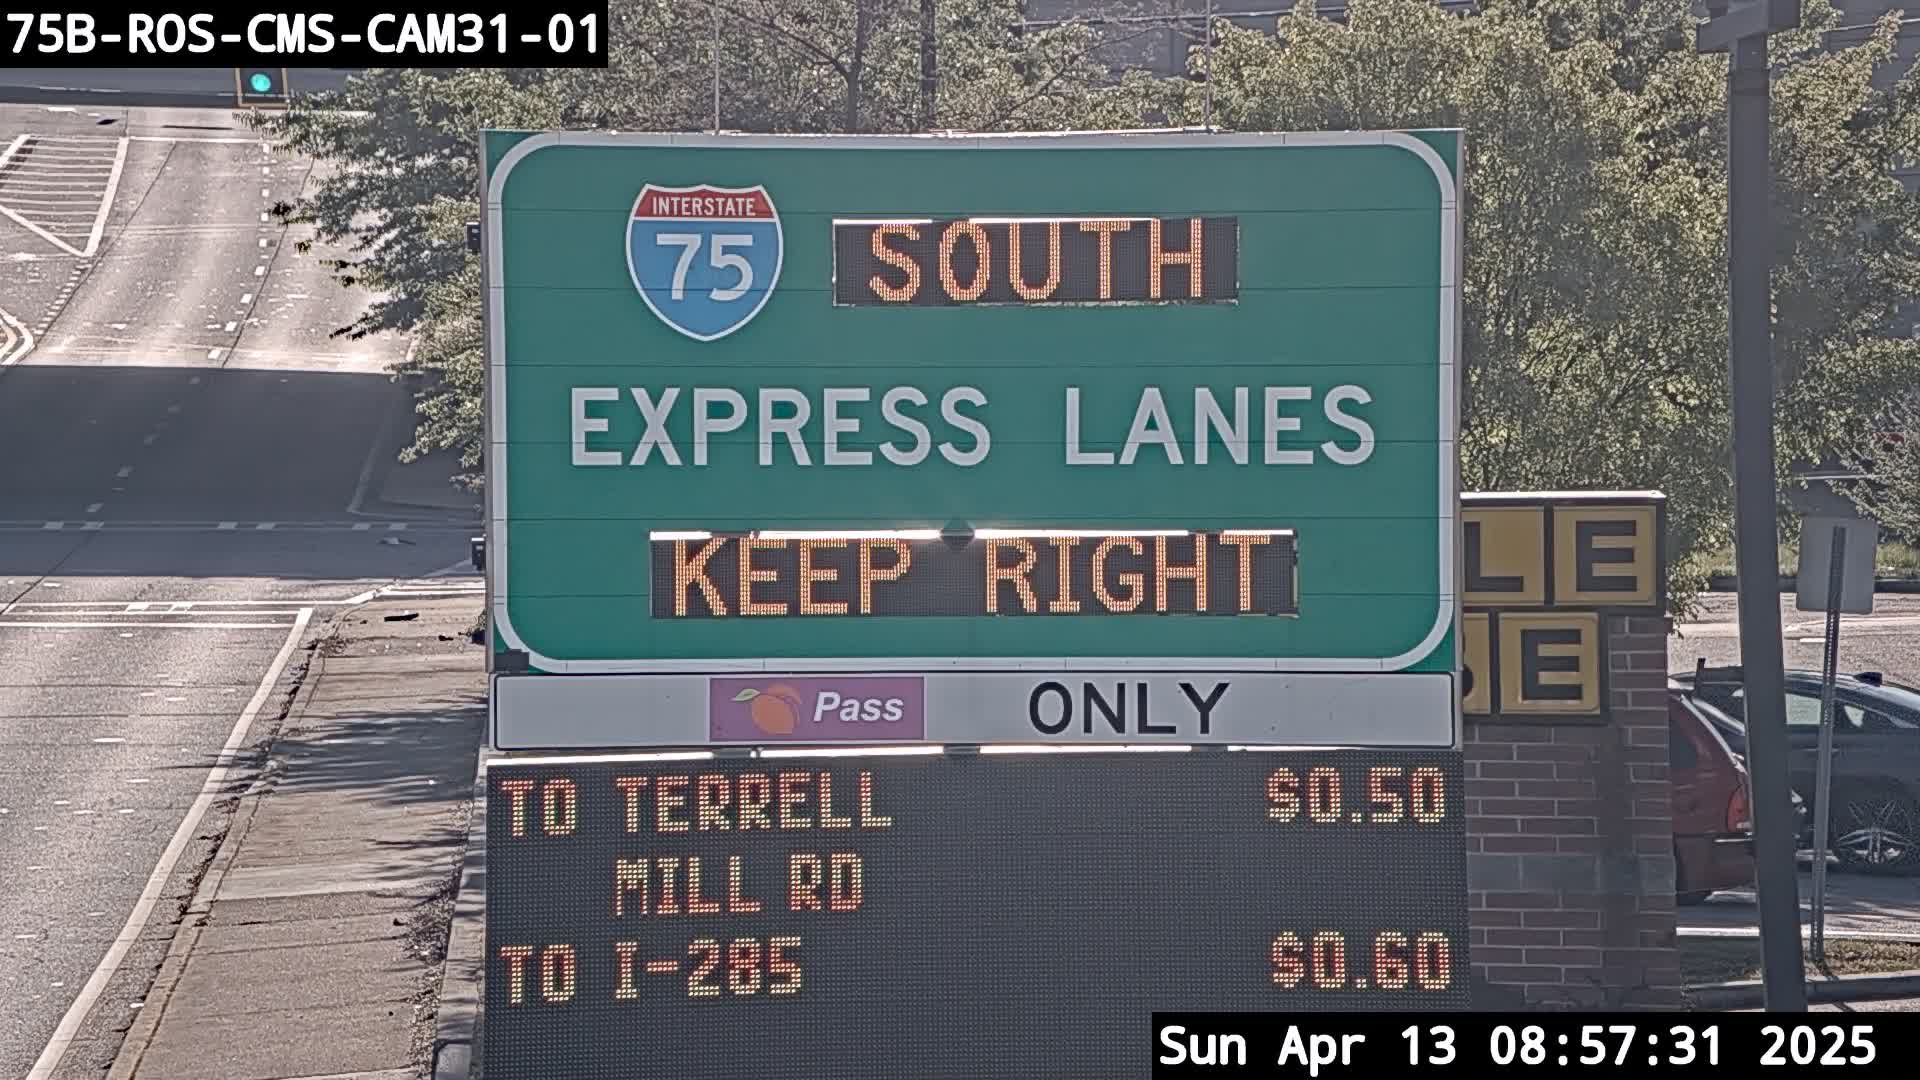 75B-ROS-CMS-CAM31-01
INTERSTATE
75
SOUTH
EXPRESS LANES
KEEP RIGHT
LE
E
Pass ONLY
TO TERRELL $0.50
MILL RD
TO I-285 $0.60
Sun Apr 13 08:57:31 2025